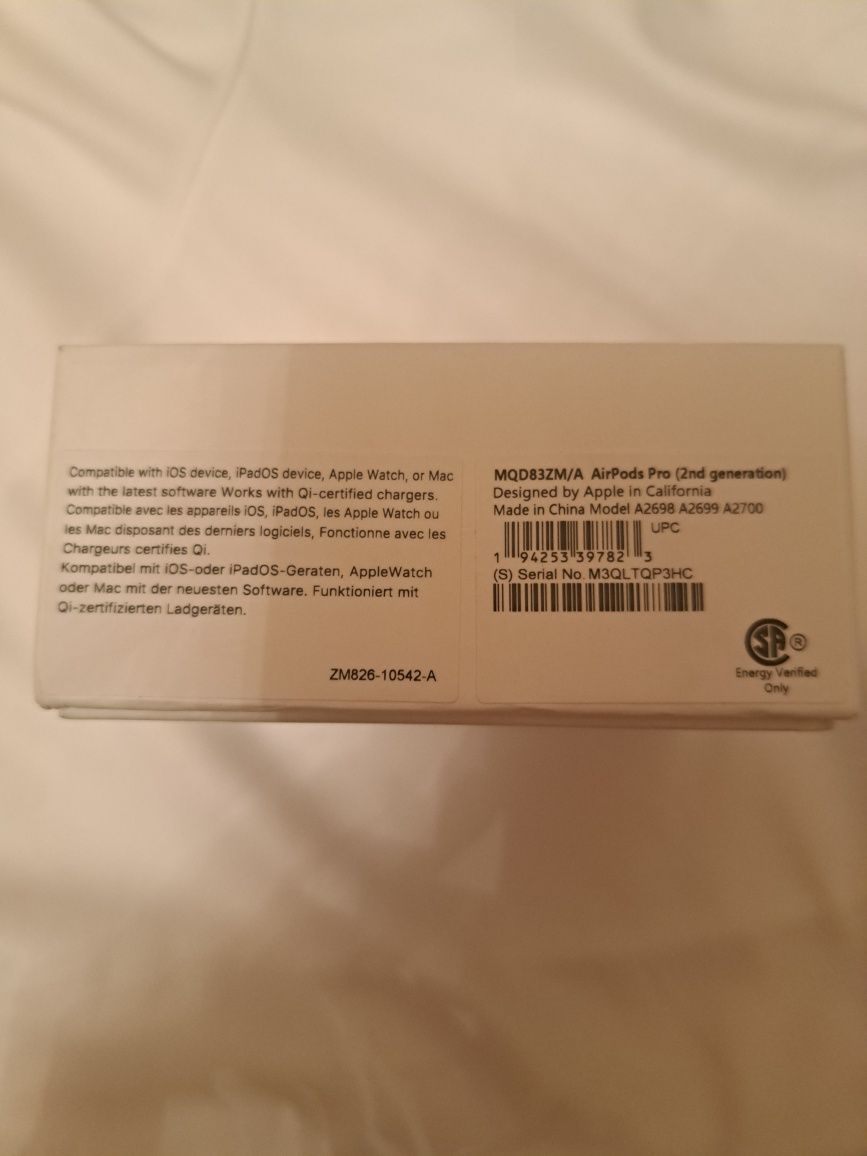 Compatible with iOS device, iPadOS device, Apple Watch, or Mac
with the latest software Works with Qi-certified chargers.
Compatible avec les appareils iOS, iPadOS, les Apple Watch ou
les Mac disposant des derniers logiciels, Fonctionne avec les
Chargeurs certifies Qi.
Kompatibel mit iOS-oder iPadOS-Geraten, AppleWatch
oder Mac mit der neuesten Software. Funktioniert mit
Qi-zertifizierten Ladgeräten.
ZM826-10542-A
MQD83ZM/A AirPods Pro (2nd generation)
Designed by Apple in California
Made in China Model A2698 A2699 A2700
UPC
1 94253 39782 3
(S) Serial No. M3QLTQP3HC
SA ®
Energy Verified
Only